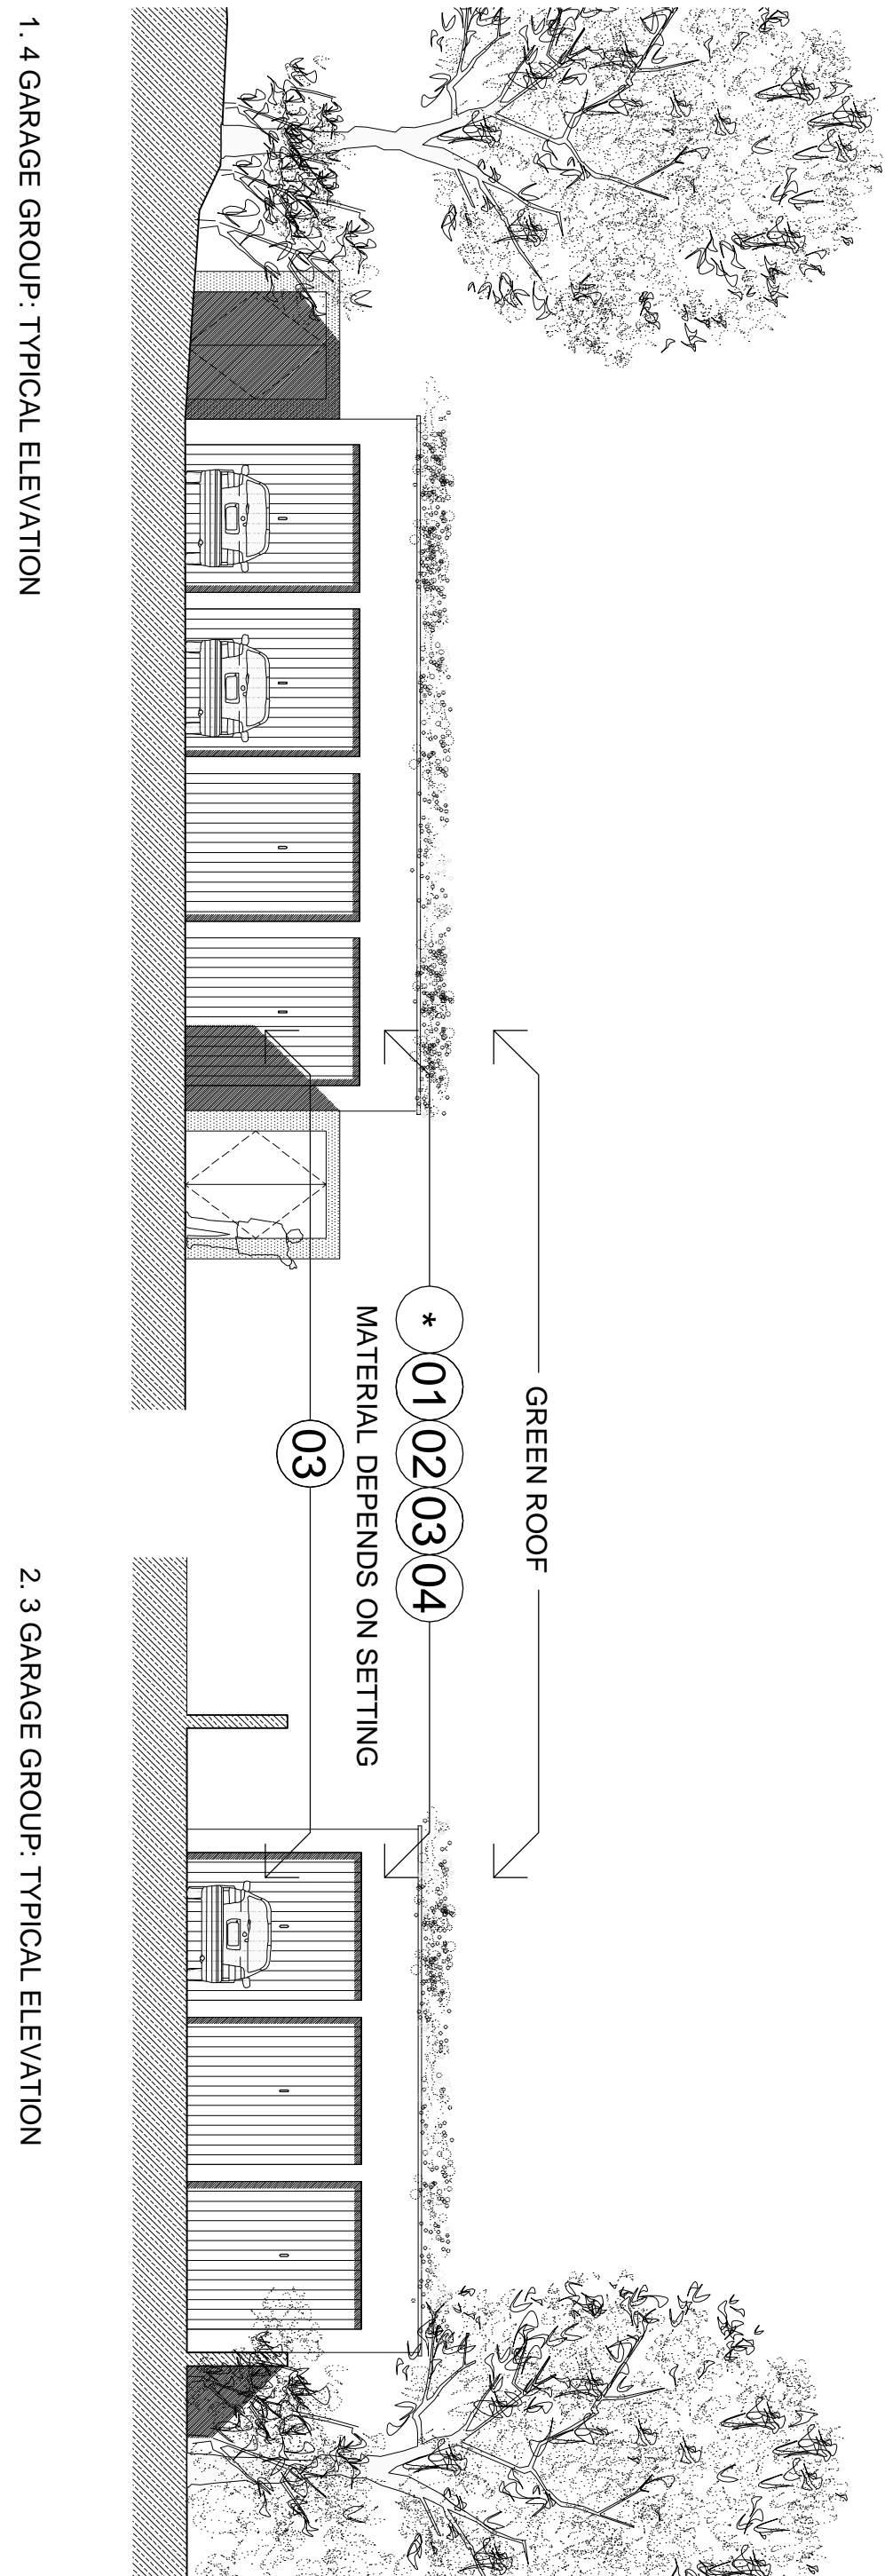 GREEN ROOF
* 01 02 03 04
MATERIAL DEPENDS ON SETTING
03
1. 4 GARAGE GROUP: TYPICAL ELEVATION
2. 3 GARAGE GROUP: TYPICAL ELEVATION